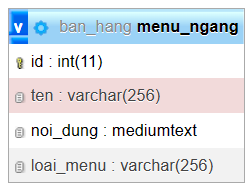 v ban_hang menu_ngang
id : int(11)
ten : varchar(256)
noi_dung : mediumtext
loai_menu : varchar(256)